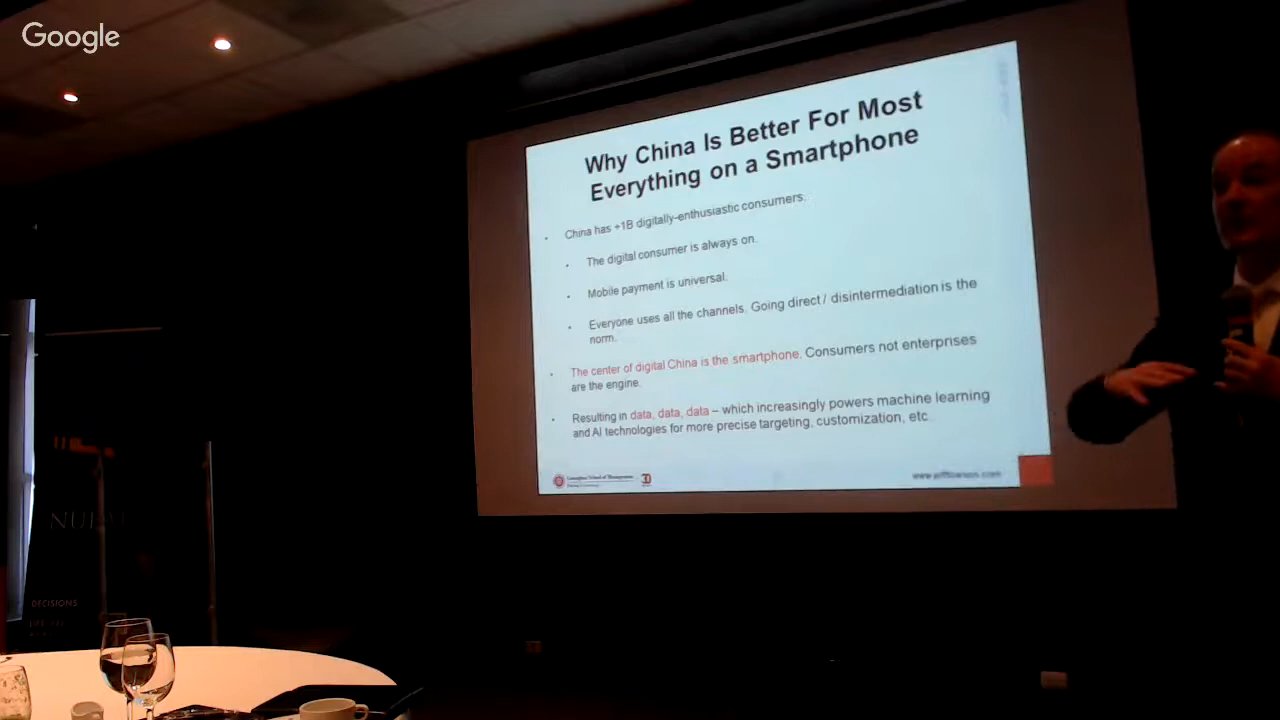 Google
Why China Is Better For Most
Everything on a Smartphone
• China has +1B digitally-enthusiastic consumers.
• The digital consumer is always on.
• Mobile payment is universal.
• Everyone uses all the channels. Going direct / disintermediation is the
norm.
• The center of digital China is the smartphone. Consumers not enterprises
are the engine.
• Resulting in data, data, data – which increasingly powers machine learning
and AI technologies for more precise targeting, customization, etc.
School of Management
DECISIONS